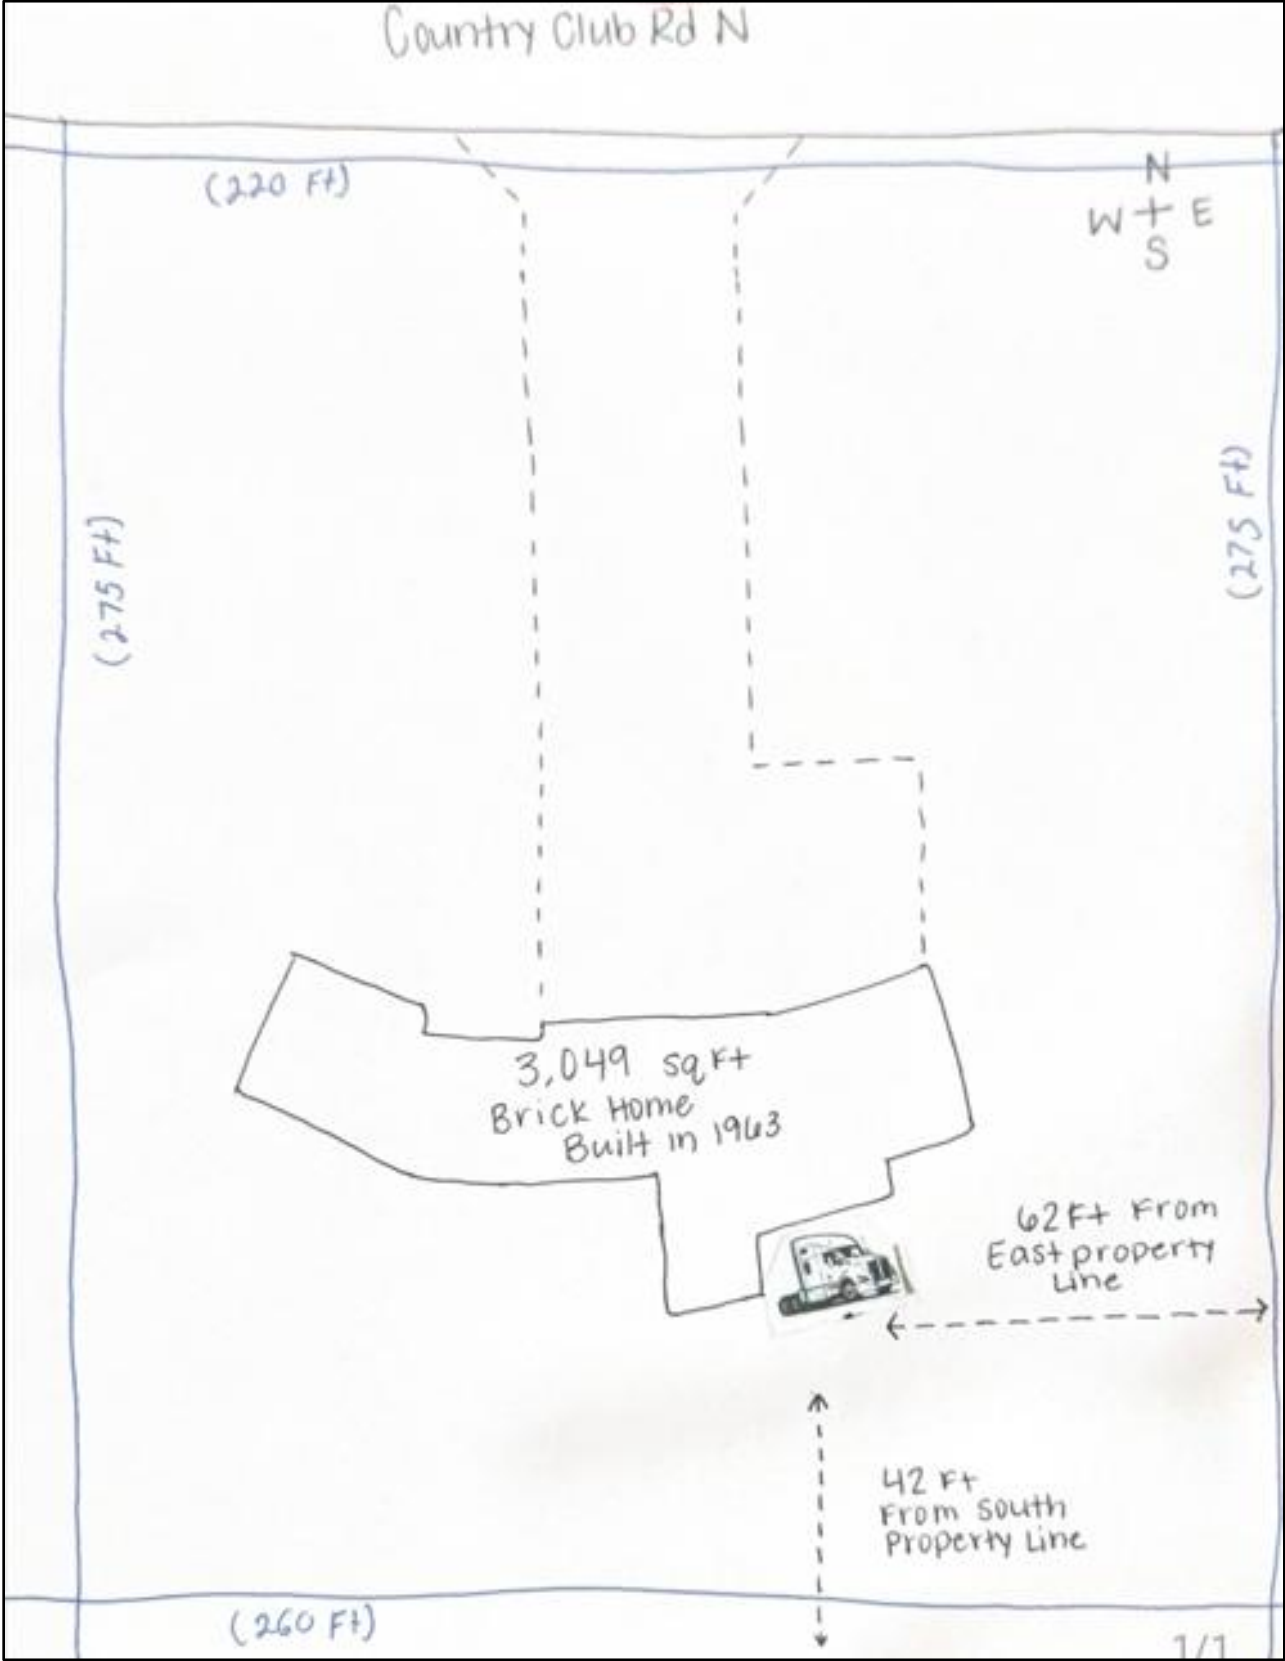 Country Club Rd N
(220 Ft)
N
W E
S
(275 Ft)
(275 Ft)
3,049 sq Ft
Brick Home
Built in 1963
62 Ft From
East property
Line
42 Ft
From South
Property Line
(260 Ft)
1/1